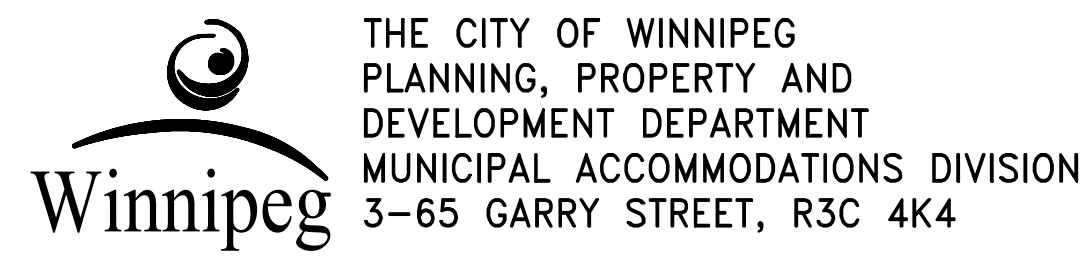 Winnipeg
THE CITY OF WINNIPEG
PLANNING, PROPERTY AND
DEVELOPMENT DEPARTMENT
MUNICIPAL ACCOMMODATIONS DIVISION
3-65 GARRY STREET, R3C 4K4